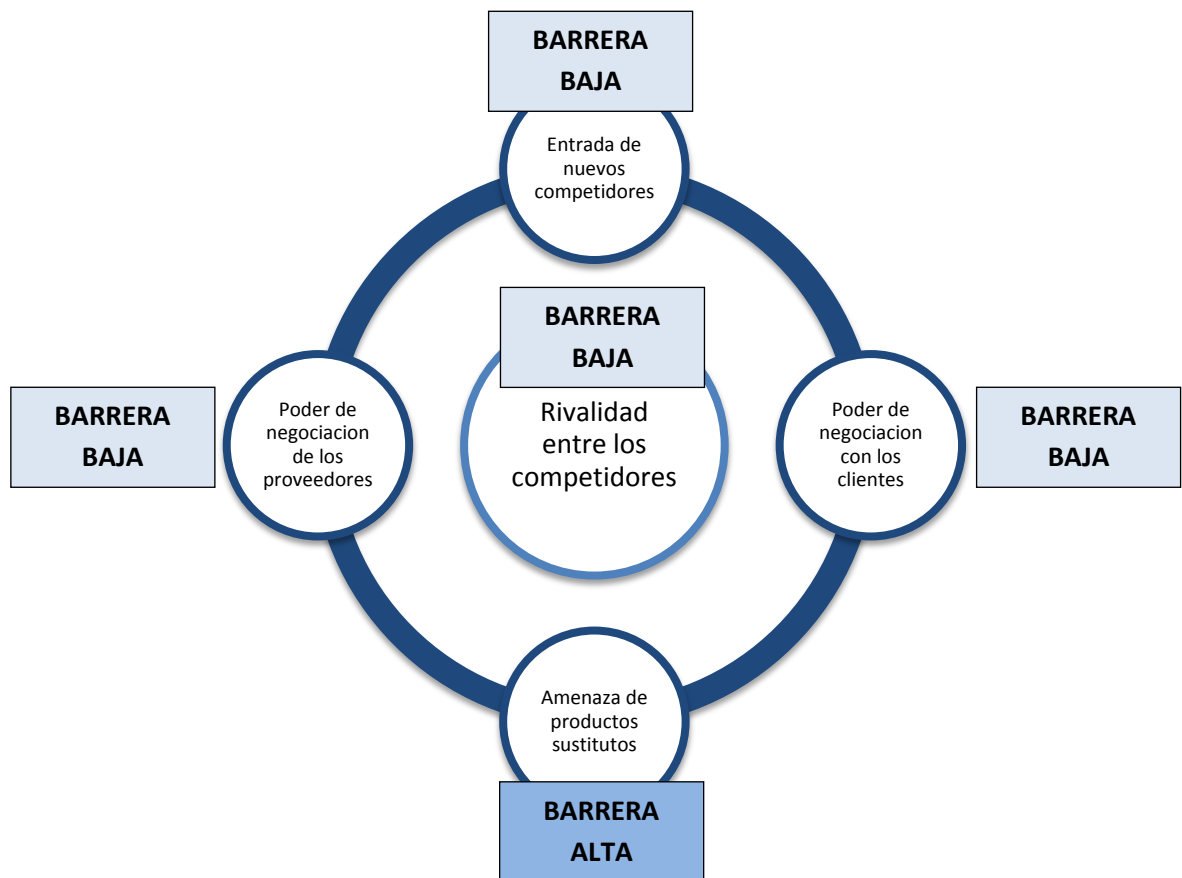 BARRERA
BAJA
Entrada de
nuevos
competidores
BARRERA
BAJA
Rivalidad
entre los
competidores
BARRERA
BAJA
Poder de
negociacion
de los
proveedores
Poder de
negociacion
con los
clientes
BARRERA
BAJA
Amenaza de
productos
sustitutos
BARRERA
ALTA